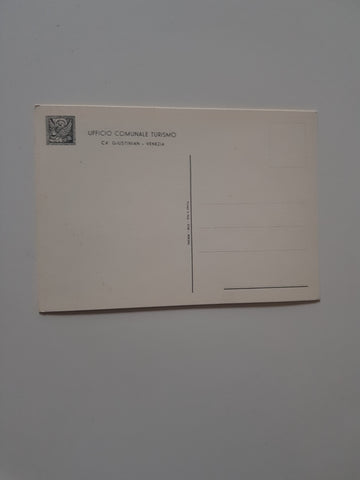 UFFICIO COMUNALE TURISMO
CA' GIUSTINIAN - VENEZIA